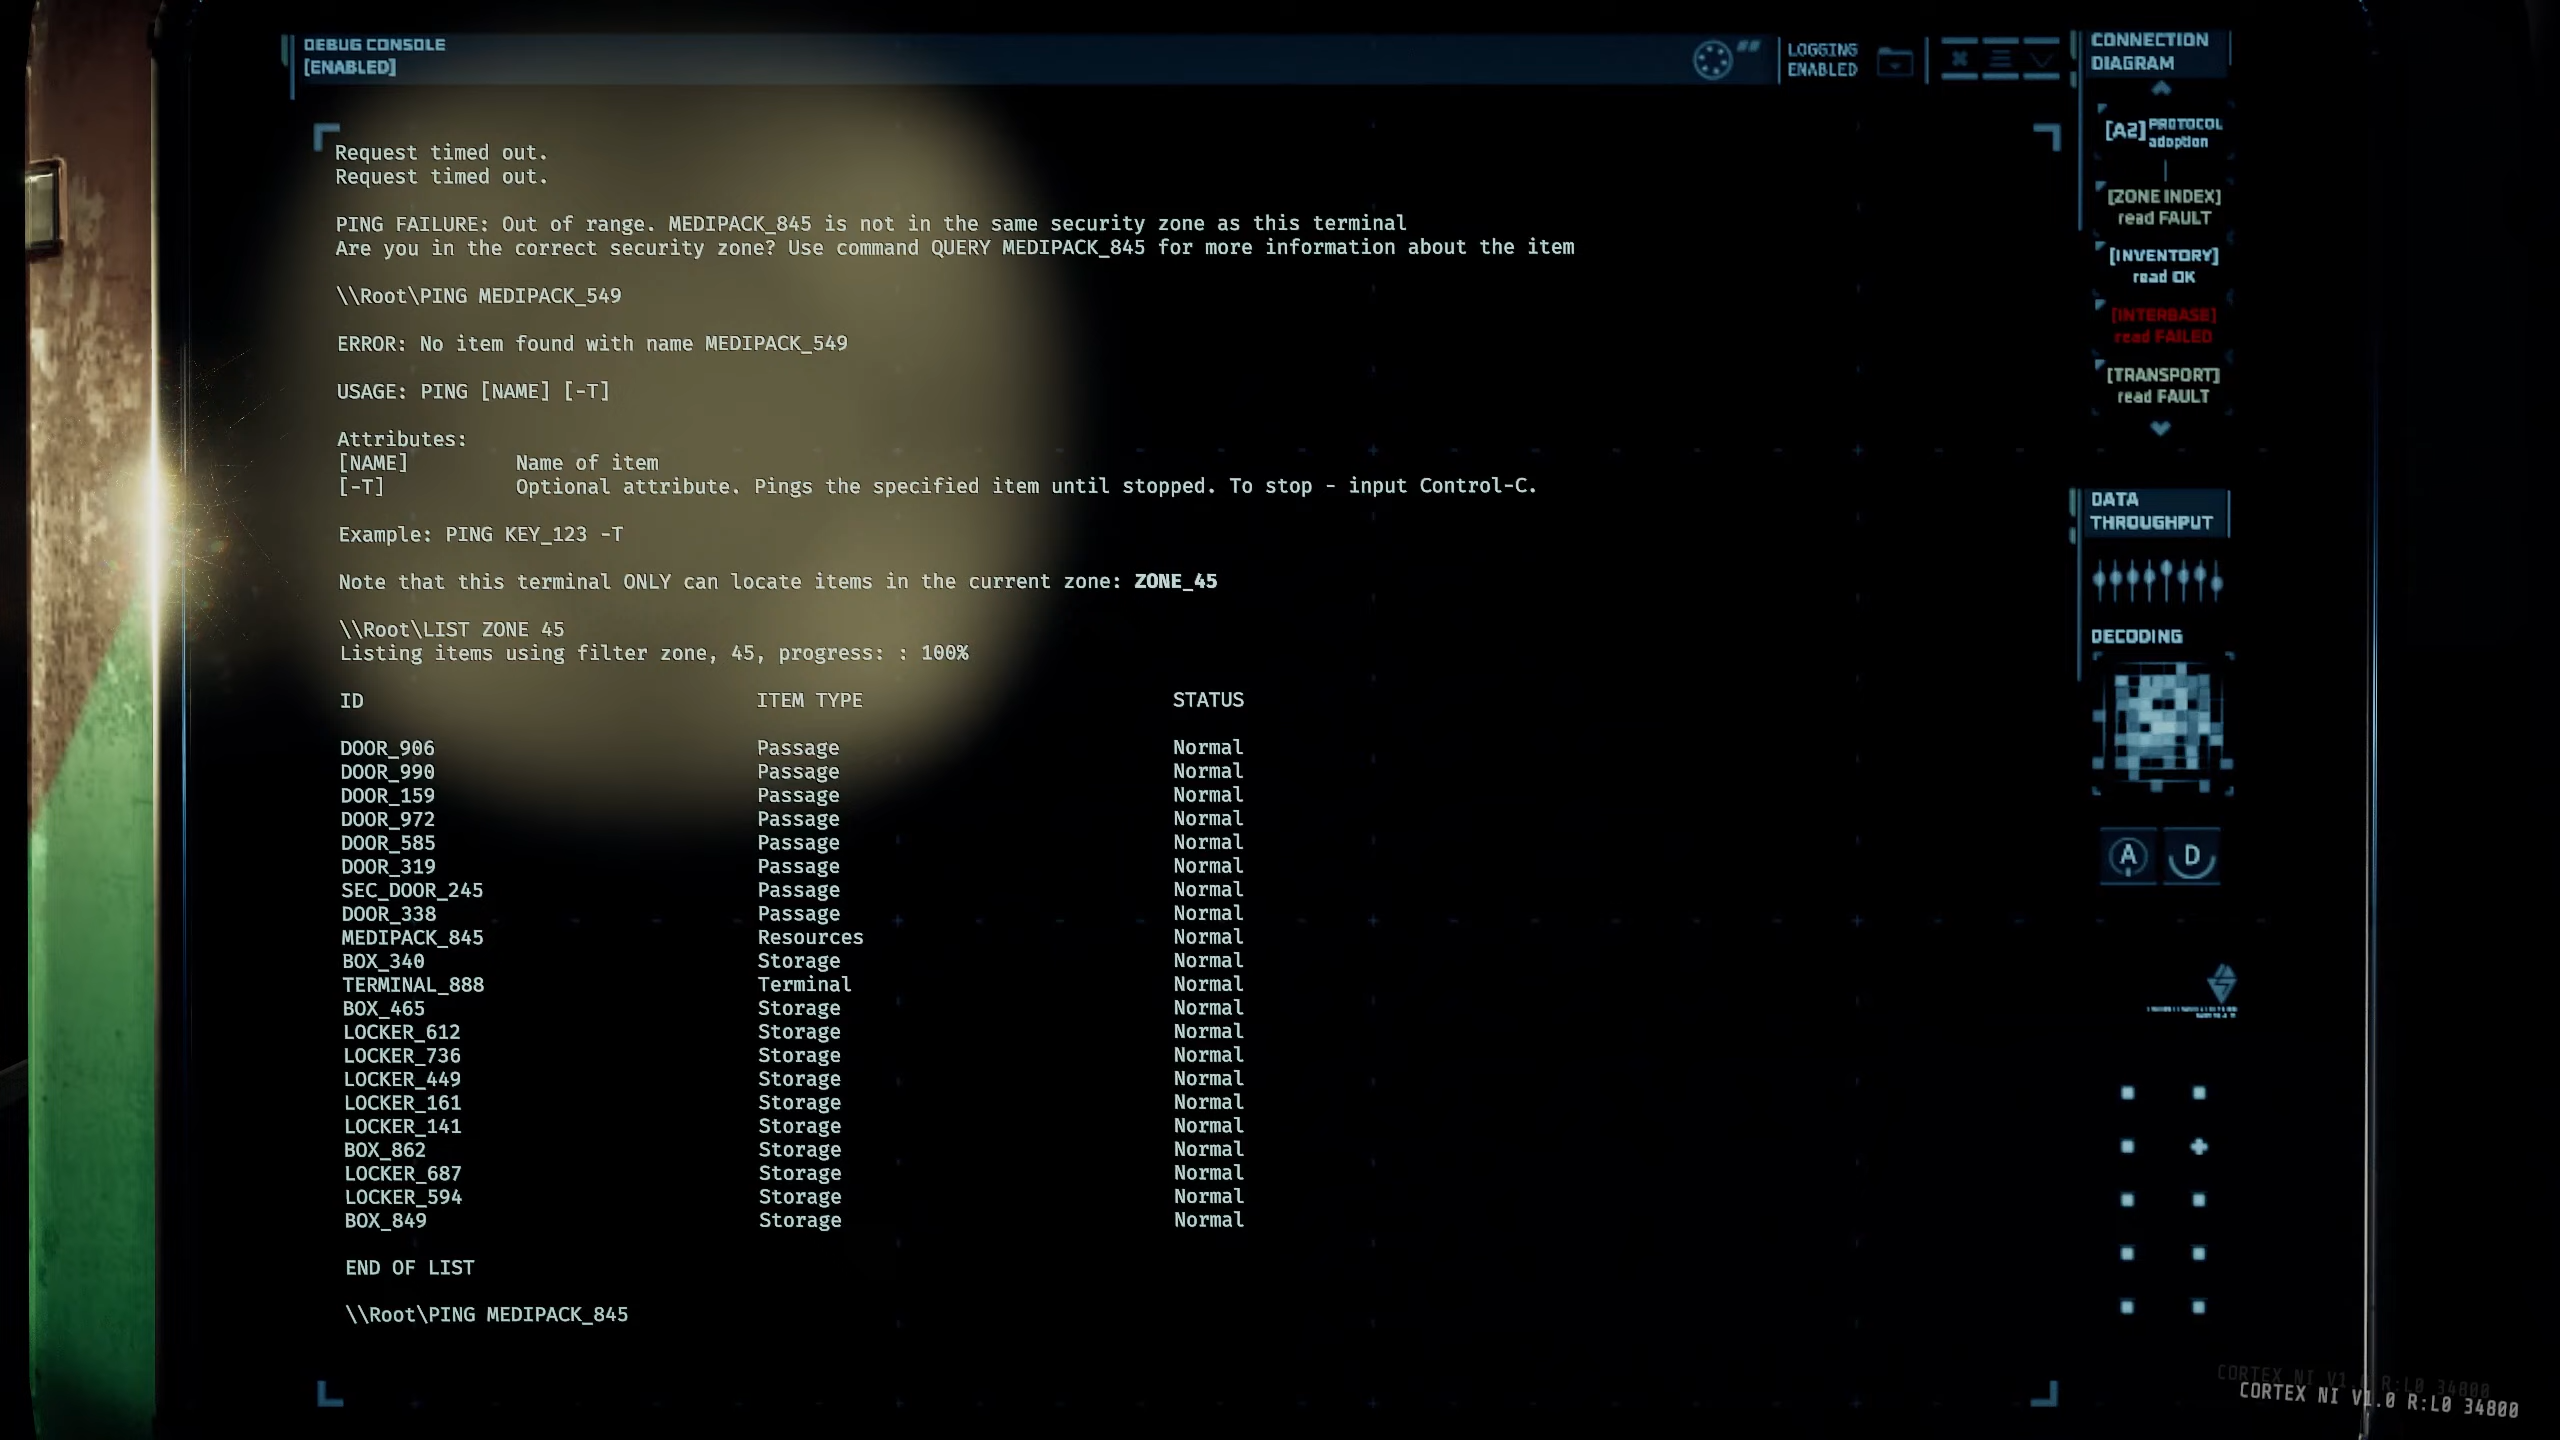 DEBUG CONSOLE
[ENABLED]
LOGGING
ENABLED
Request timed out.
Request timed out.
PING FAILURE: Out of range. MEDIPACK_845 is not in the same security zone as this terminal
Are you in the correct security zone? Use command QUERY MEDIPACK_845 for more information about the item
\\Root\PING MEDIPACK_549
ERROR: No item found with name MEDIPACK_549
USAGE: PING [NAME] [-T]
Attributes:
[NAME] Name of item
[-T] Optional attribute. Pings the specified item until stopped. To stop - input Control-C.
Example: PING KEY_123 -T
Note that this terminal ONLY can locate items in the current zone: ZONE_45
\\Root\LIST ZONE 45
Listing items using filter zone, 45, progress: : 100%
ID ITEM TYPE STATUS
DOOR_906 Passage Normal
DOOR_990 Passage Normal
DOOR_159 Passage Normal
DOOR_972 Passage Normal
DOOR_585 Passage Normal
DOOR_319 Passage Normal
SEC_DOOR_245 Passage Normal
DOOR_338 Passage Normal
MEDIPACK_845 Resources Normal
BOX_340 Storage Normal
TERMINAL_888 Terminal Normal
BOX_465 Storage Normal
LOCKER_612 Storage Normal
LOCKER_736 Storage Normal
LOCKER_449 Storage Normal
LOCKER_161 Storage Normal
LOCKER_141 Storage Normal
BOX_862 Storage Normal
LOCKER_687 Storage Normal
LOCKER_594 Storage Normal
BOX_849 Storage Normal
END OF LIST
\\Root\PING MEDIPACK_845
CONNECTION
DIAGRAM
[A2] PROTOCOL
adoption
[ZONE INDEX]
read FAULT
[INVENTORY]
read OK
[INTERBASE]
read FAILED
[TRANSPORT]
read FAULT
DATA
THROUGHPUT
DECODING
A D
CORTEX NI V1.0 R:L0 34800